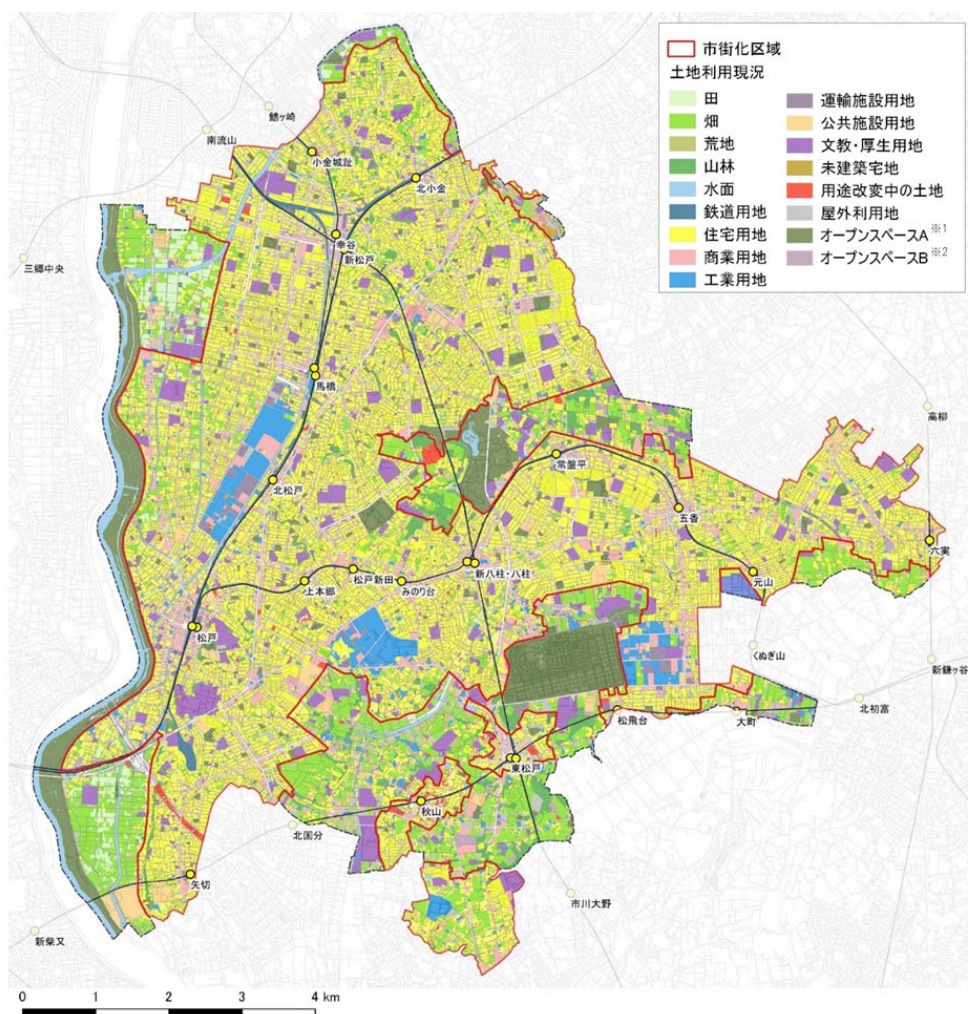 市街化区域
土地利用現況
田
畑
荒地
山林
水面
鉄道用地
住宅用地
商業用地
工業用地
運輸施設用地
公共施設用地
文教・厚生用地
未建築宅地
用途改変中の土地
屋外利用地
オープンスペースA※1
オープンスペースB※2
鰭ヶ崎
南流山
小金城趾
北小金
幸谷
新松戸
三郷中央
馬橋
高柳
常盤平
北松戸
五香
六実
新八柱・八柱
元山
松戸新田
みのり台
上本郷
松戸
くぬぎ山
新鎌ヶ谷
北初富
松飛台
大町
東松戸
秋山
北国分
矢切
市川大野
新柴又
0 1 2 3 4 km